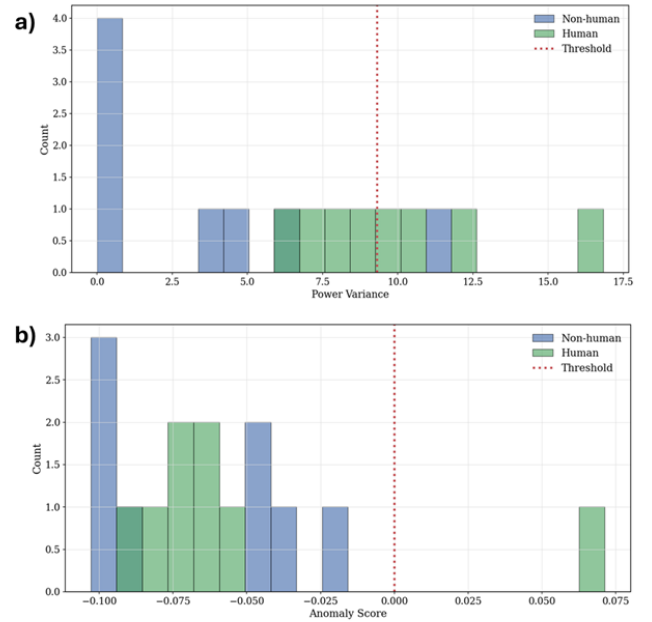 a)
4.0
3.5
3.0
2.5
2.0
1.5
1.0
0.5
0.0
Count
Non-human
Human
Threshold
0.0 2.5 5.0 7.5 10.0 12.5 15.0 17.5
Power Variance
b)
3.0
2.5
2.0
1.5
1.0
0.5
0.0
Count
Non-human
Human
Threshold
−0.100 −0.075 −0.050 −0.025 0.000 0.025 0.050 0.075
Anomaly Score